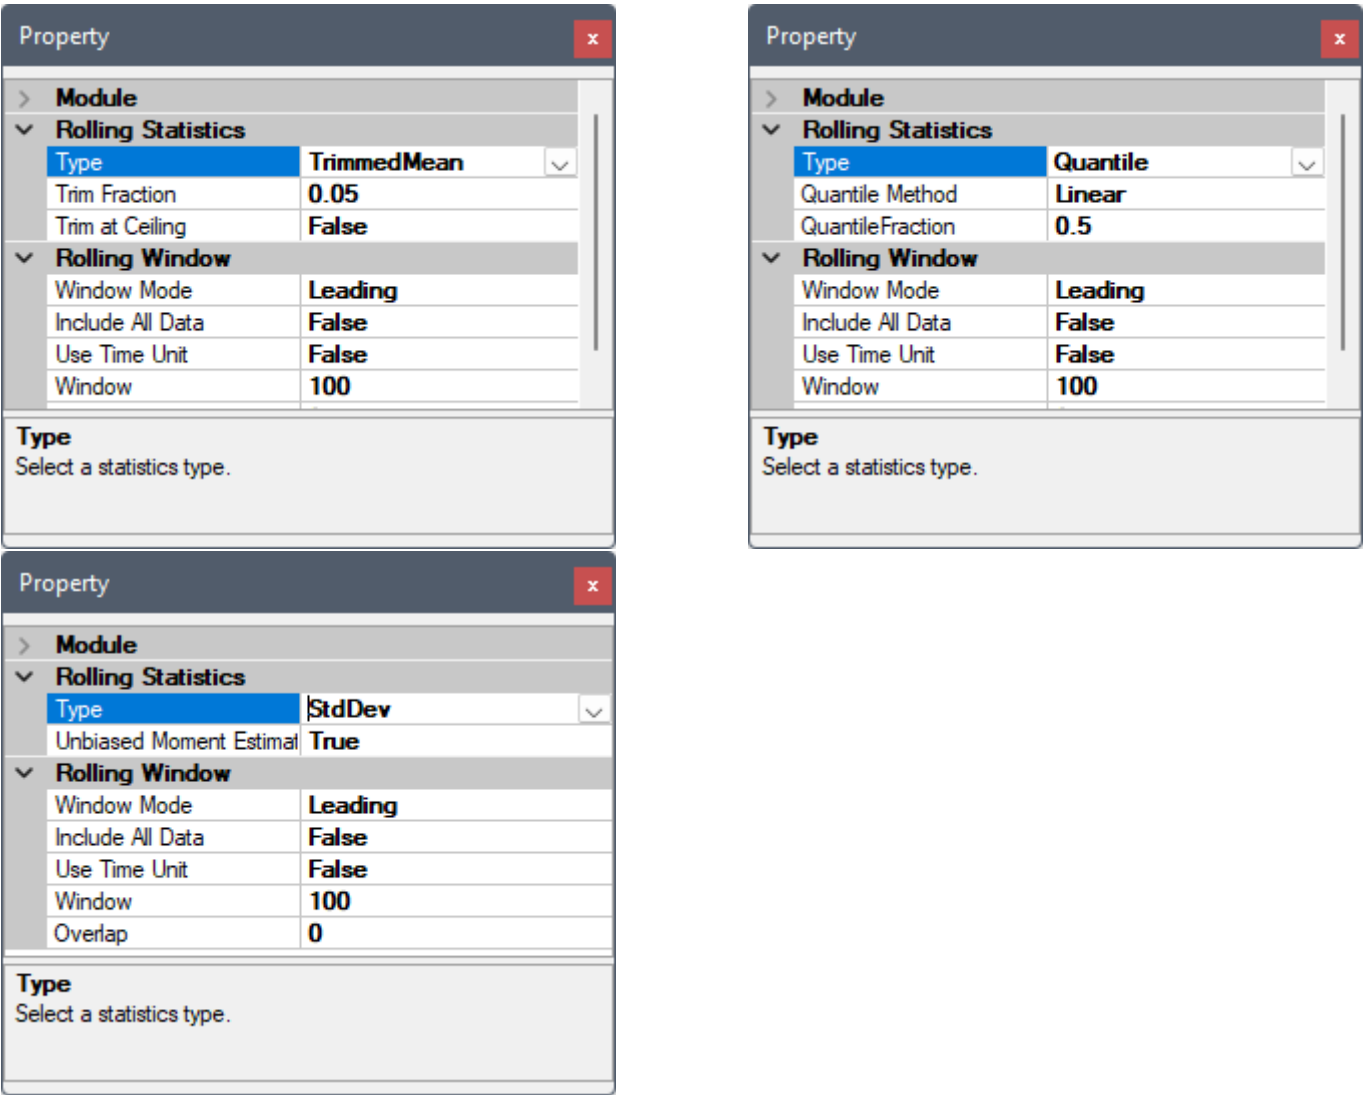 Property x
Module
Rolling Statistics
Type TrimmedMean
Trim Fraction 0.05
Trim at Ceiling False
Rolling Window
Window Mode Leading
Include All Data False
Use Time Unit False
Window 100
Type
Select a statistics type.
Property x
Module
Rolling Statistics
Type Quantile
Quantile Method Linear
QuantileFraction 0.5
Rolling Window
Window Mode Leading
Include All Data False
Use Time Unit False
Window 100
Type
Select a statistics type.
Property x
Module
Rolling Statistics
Type StdDev
Unbiased Moment Estimat True
Rolling Window
Window Mode Leading
Include All Data False
Use Time Unit False
Window 100
Overlap 0
Type
Select a statistics type.